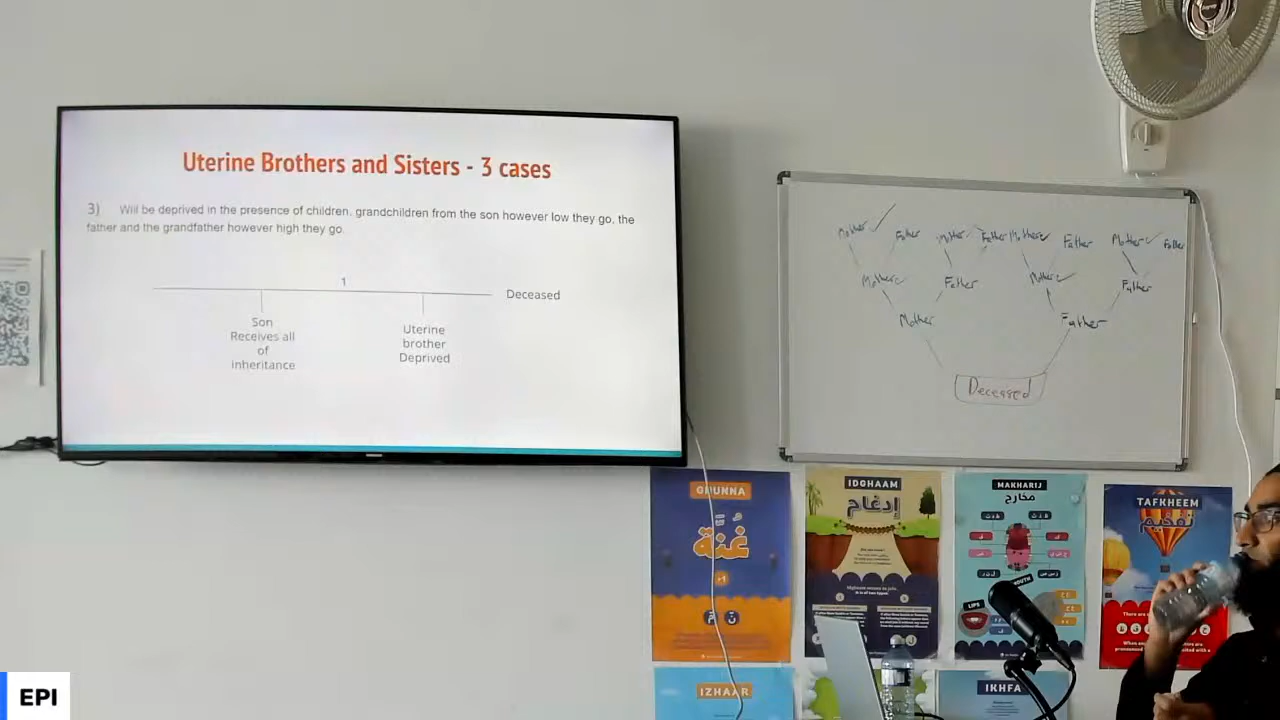 Uterine Brothers and Sisters - 3 cases
3) Will be deprived in the presence of children, grandchildren from the son however low they go, the
father and the grandfather however high they go.
1
Deceased
Son
Receives all
of
inheritance
Uterine
brother
Deprived
Mother Father Mother Father Mother Father Mother Father
Mother Father Mother Father
Mother Father
Deceased
GHUNNA
غُنَّة
IDGHAAM
إدغام
MAKHARIJ
مخارج
MOUTH
LIPS
TAFKHEEM
تفخيم
IZHAAR
IKHFA
EPI